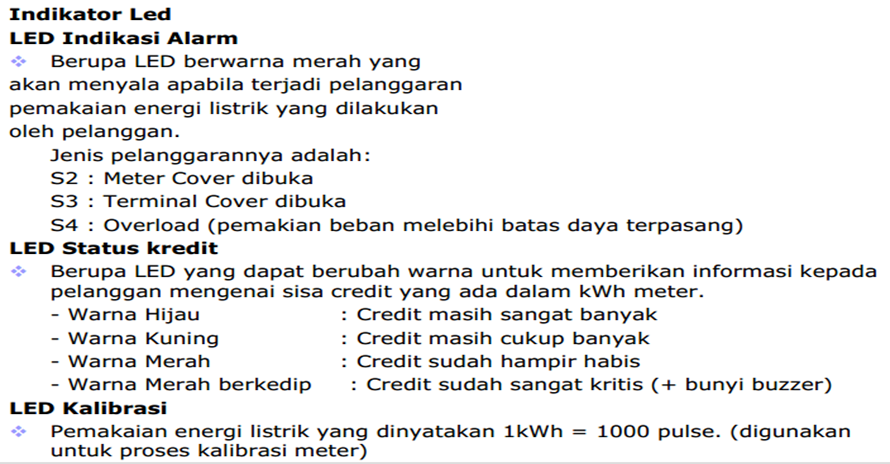 Indikator Led
LED Indikasi Alarm
❖ Berupa LED berwarna merah yang
akan menyala apabila terjadi pelanggaran
pemakaian energi listrik yang dilakukan
oleh pelanggan.
Jenis pelanggarannya adalah:
S2 : Meter Cover dibuka
S3 : Terminal Cover dibuka
S4 : Overload (pemakian beban melebihi batas daya terpasang)
LED Status kredit
❖ Berupa LED yang dapat berubah warna untuk memberikan informasi kepada
pelanggan mengenai sisa credit yang ada dalam kWh meter.
- Warna Hijau : Credit masih sangat banyak
- Warna Kuning : Credit masih cukup banyak
- Warna Merah : Credit sudah hampir habis
- Warna Merah berkedip : Credit sudah sangat kritis (+ bunyi buzzer)
LED Kalibrasi
❖ Pemakaian energi listrik yang dinyatakan 1kWh = 1000 pulse. (digunakan
untuk proses kalibrasi meter)